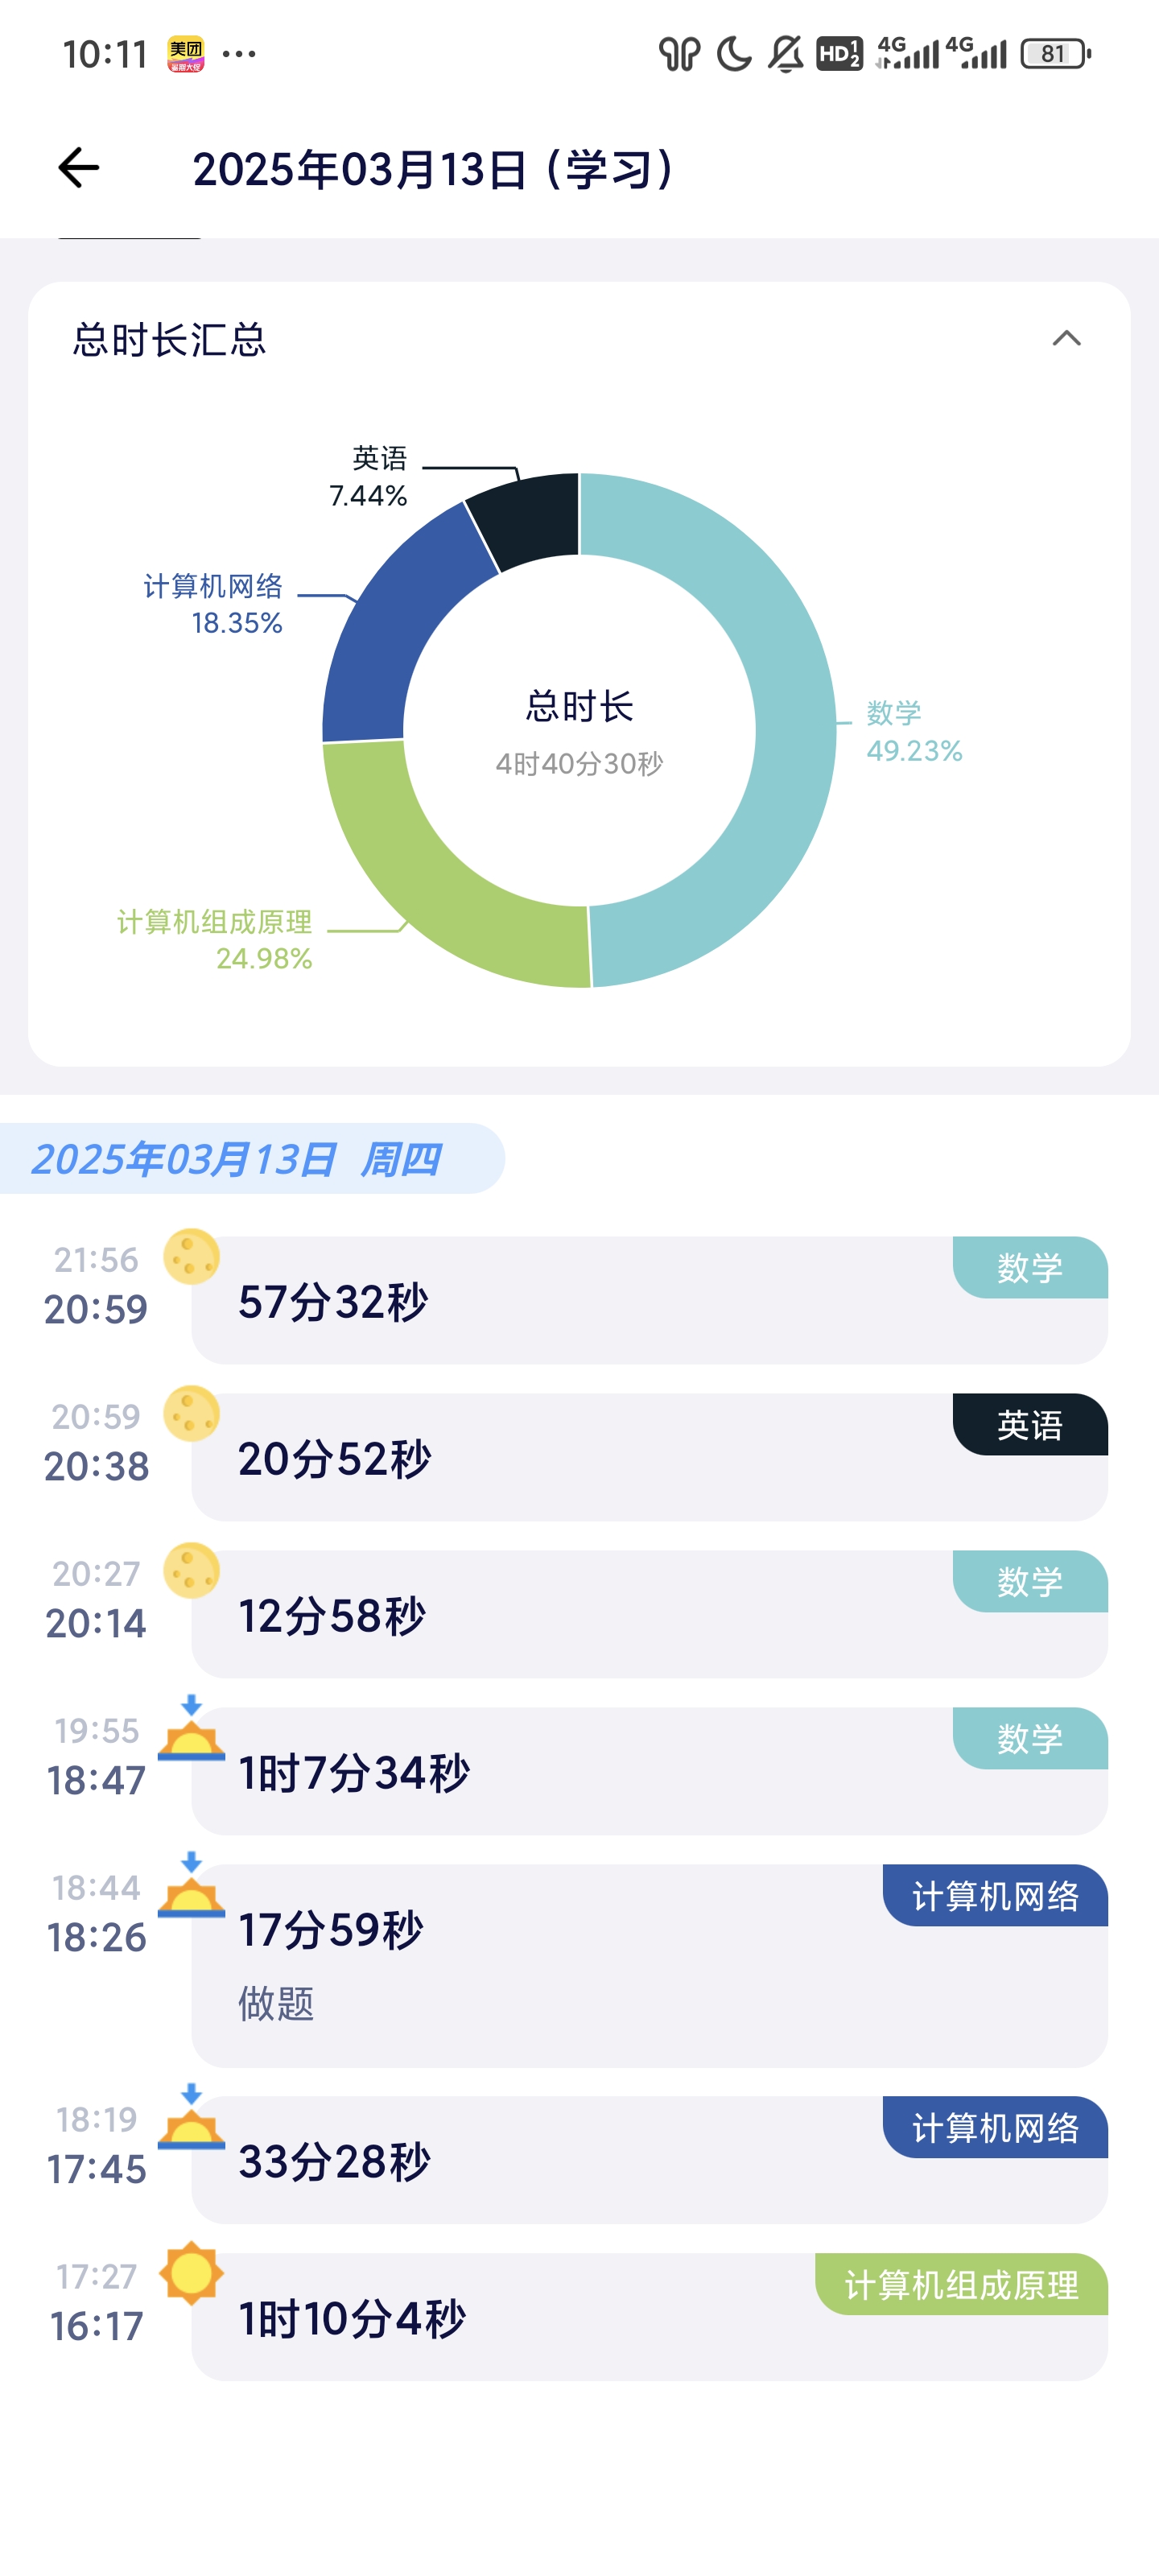 10:11 美团 ...
HD 1 2 4G 4G 81
2025年03月13日（学习）
总时长汇总
英语
7.44%
计算机网络
18.35%
总时长
4时40分30秒
数学
49.23%
计算机组成原理
24.98%
2025年03月13日 周四
21:56
20:59
57分32秒
数学
20:59
20:38
20分52秒
英语
20:27
20:14
12分58秒
数学
19:55
18:47
1时7分34秒
数学
18:44
18:26
17分59秒
计算机网络
做题
18:19
17:45
33分28秒
计算机网络
17:27
16:17
1时10分4秒
计算机组成原理